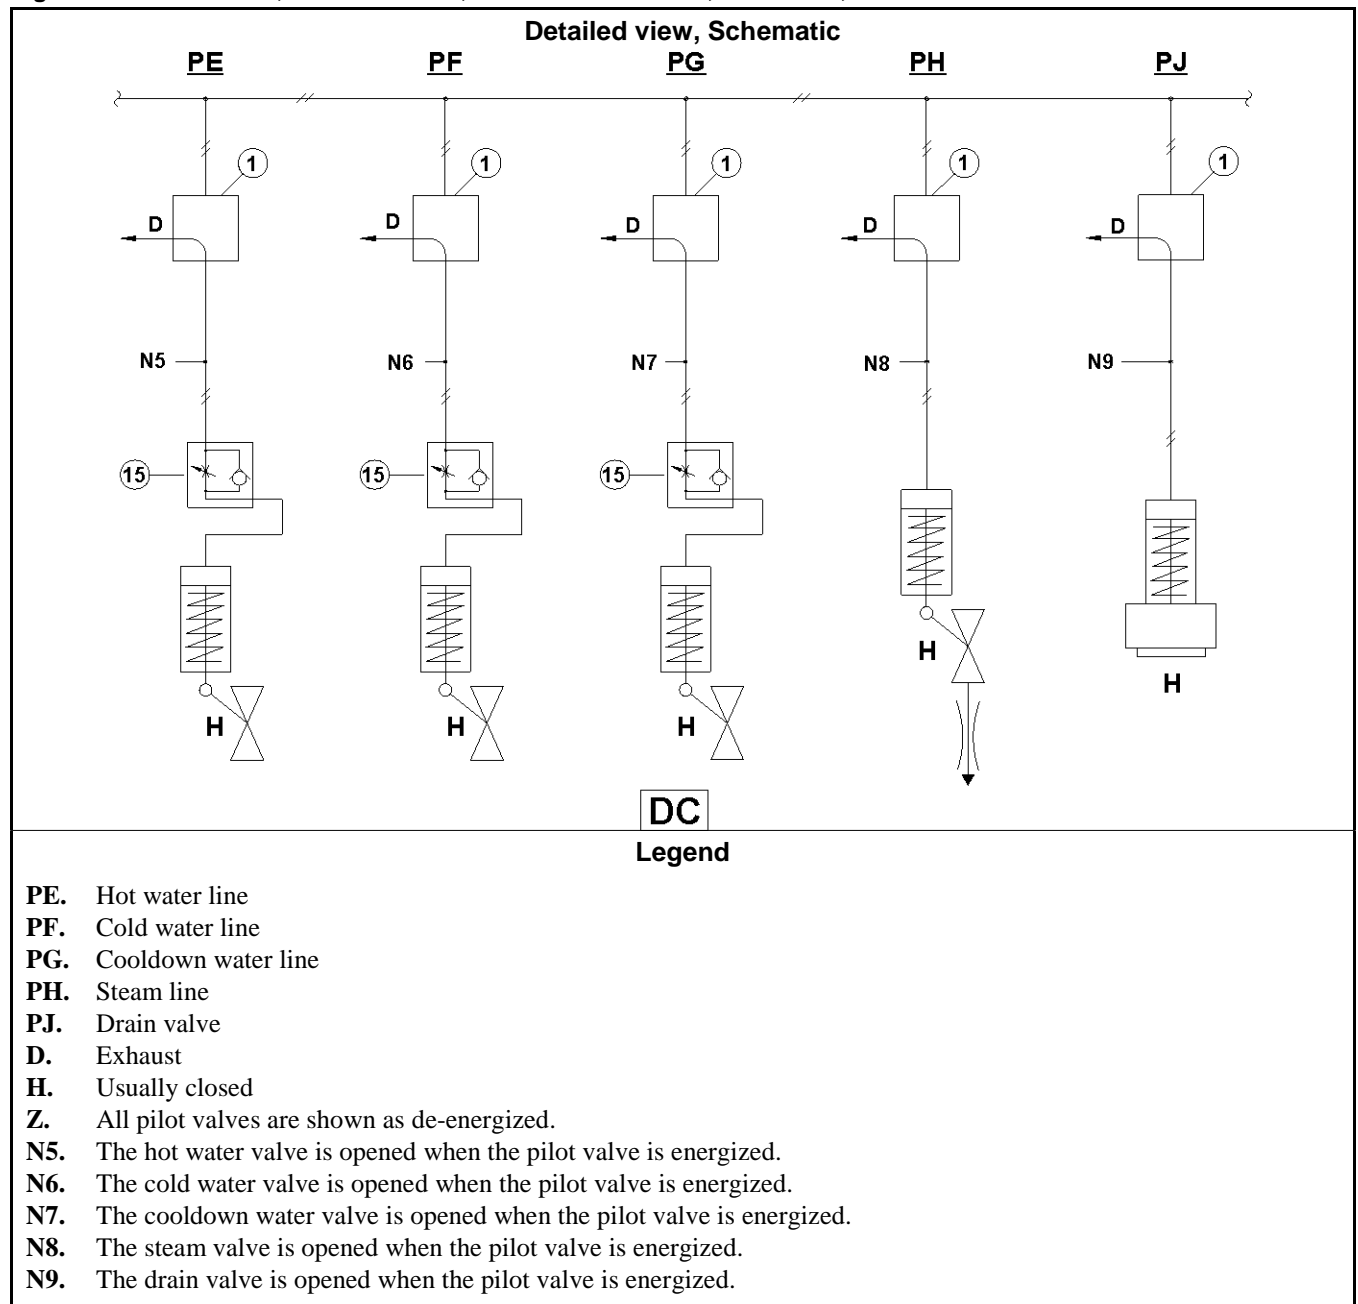 Detailed view, Schematic
PE PF PG PH PJ
1 1 1 1 1
D D D D D
N5 N6 N7 N8 N9
15 15 15
H H H H H
DC
Legend
PE. Hot water line
PF. Cold water line
PG. Cooldown water line
PH. Steam line
PJ. Drain valve
D. Exhaust
H. Usually closed
Z. All pilot valves are shown as de-energized.
N5. The hot water valve is opened when the pilot valve is energized.
N6. The cold water valve is opened when the pilot valve is energized.
N7. The cooldown water valve is opened when the pilot valve is energized.
N8. The steam valve is opened when the pilot valve is energized.
N9. The drain valve is opened when the pilot valve is energized.